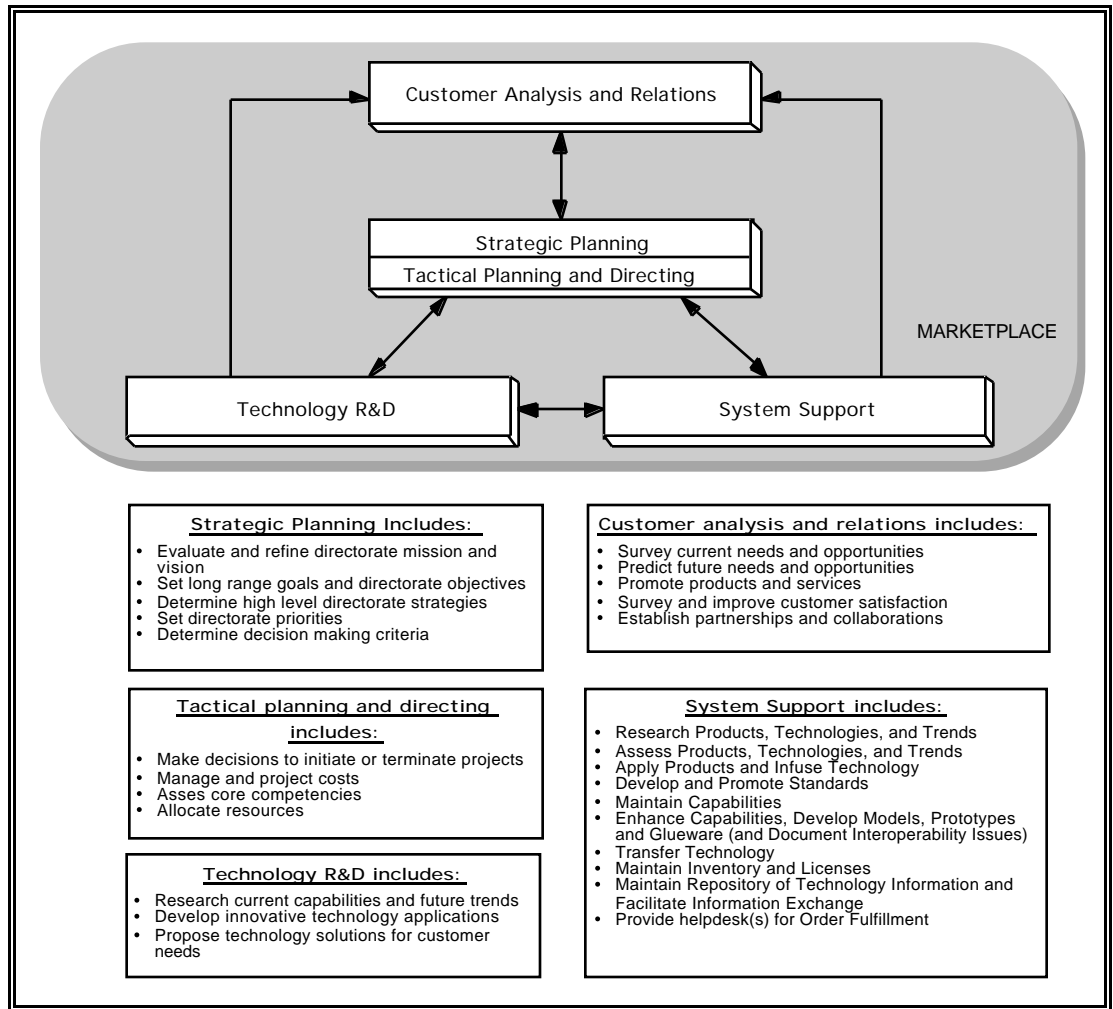 Customer Analysis and Relations
Strategic Planning
Tactical Planning and Directing
MARKETPLACE
Technology R&D
System Support
Strategic Planning Includes:
• Evaluate and refine directorate mission and
vision
• Set long range goals and directorate objectives
• Determine high level directorate strategies
• Set directorate priorities
• Determine decision making criteria
Customer analysis and relations includes:
• Survey current needs and opportunities
• Predict future needs and opportunities
• Promote products and services
• Survey and improve customer satisfaction
• Establish partnerships and collaborations
Tactical planning and directing
includes:
• Make decisions to initiate or terminate projects
• Manage and project costs
• Asses core competencies
• Allocate resources
System Support includes:
• Research Products, Technologies, and Trends
• Assess Products, Technologies, and Trends
• Apply Products and Infuse Technology
• Develop and Promote Standards
• Maintain Capabilities
• Enhance Capabilities, Develop Models, Prototypes
and Glueware (and Document Interoperability Issues)
• Transfer Technology
• Maintain Inventory and Licenses
• Maintain Repository of Technology Information and
Facilitate Information Exchange
• Provide helpdesk(s) for Order Fulfillment
Technology R&D includes:
• Research current capabilities and future trends
• Develop innovative technology applications
• Propose technology solutions for customer
needs